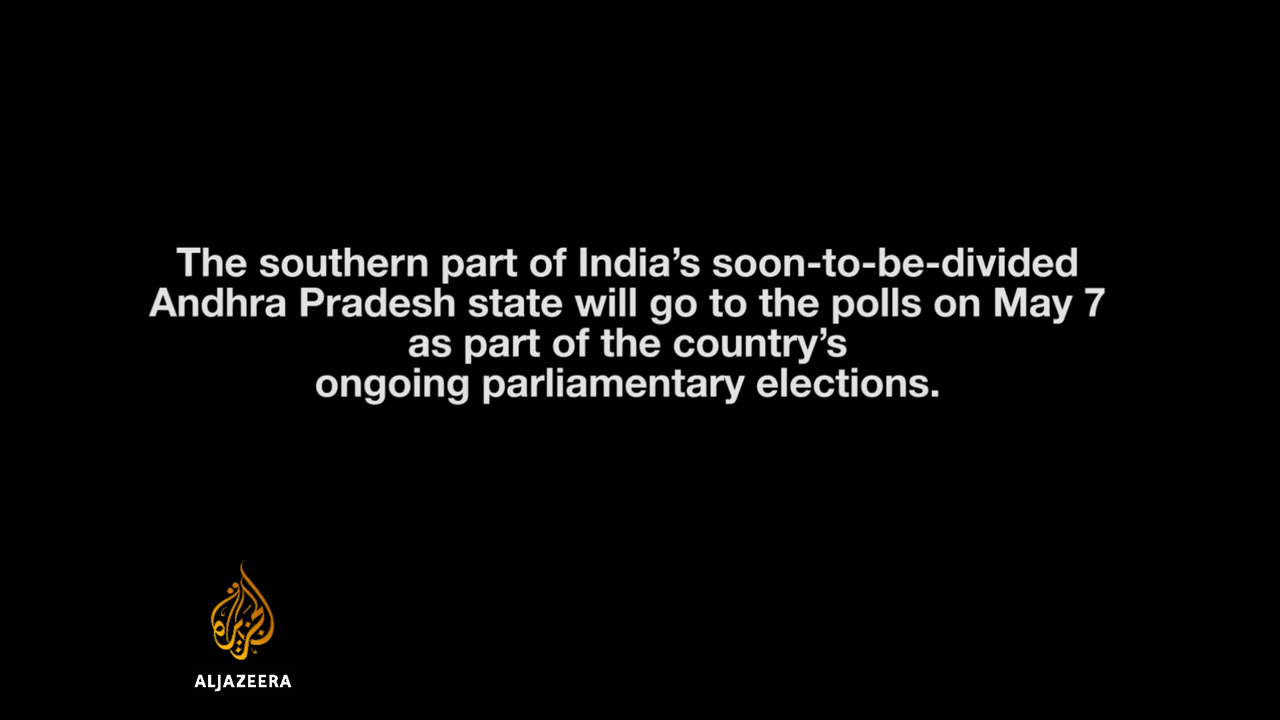 The southern part of India’s soon-to-be-divided
Andhra Pradesh state will go to the polls on May 7
as part of the country’s
ongoing parliamentary elections.
الجزيرة
ALJAZEERA